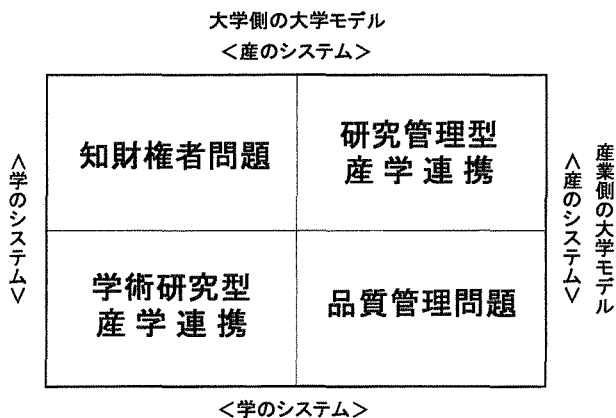 大学側の大学モデル
<産のシステム>
知財権者問題
研究管理型
産学連携
<学のシステム>
<産のシステム>
産業側の大学モデル
学術研究型
産学連携
品質管理問題
<学のシステム>